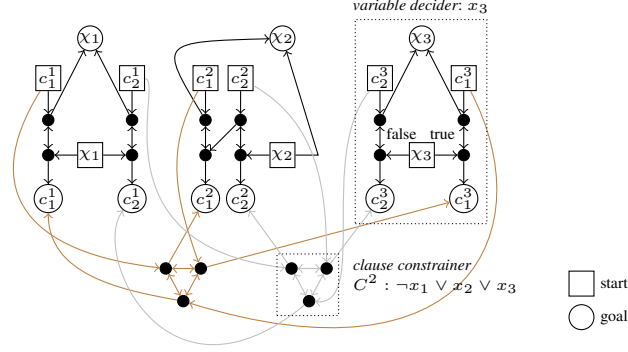 variable decider: x₃
χ₁ χ₂ χ₃
c₁¹ c₂¹ c₁² c₂² c₂³ c₁³
false true
χ₁ χ₂ χ₃
c₁¹ c₂¹ c₁² c₂² c₂³ c₁³
clause constrainer
C² : ¬x₁ ∨ x₂ ∨ x₃
start
goal